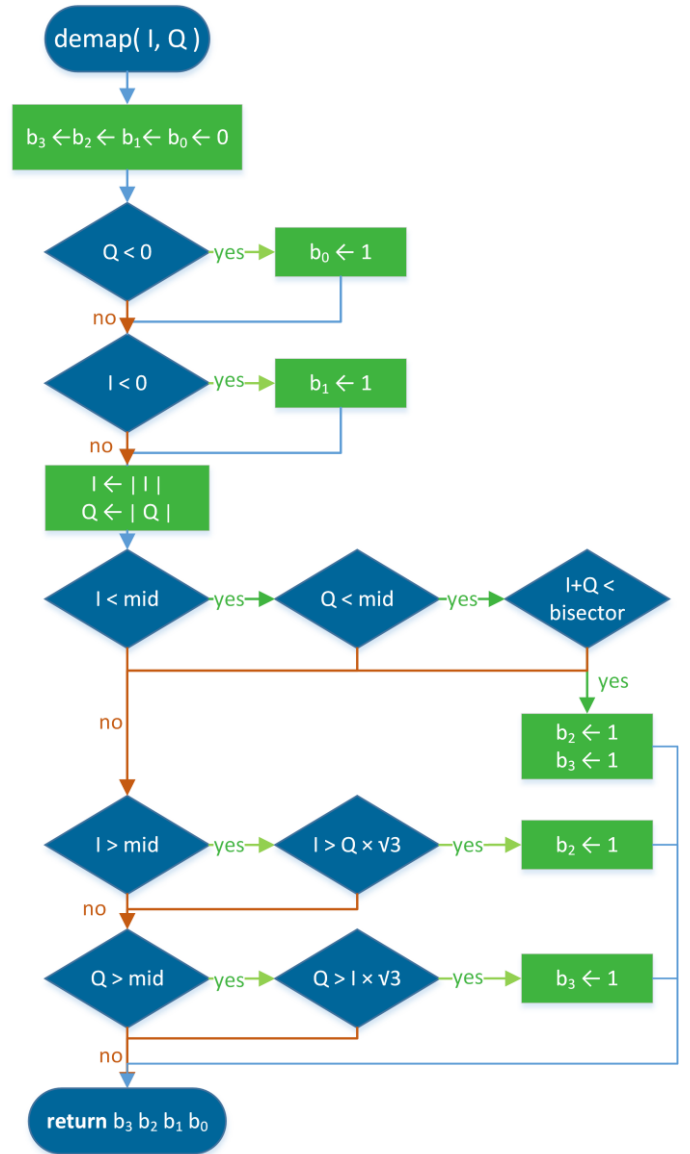 demap( I, Q )
b₃ ←b₂ ← b₁← b₀ ← 0
Q < 0
yes
b₀ ← 1
no
I < 0
yes
b₁ ← 1
no
I ← | I |
Q ← | Q |
I < mid
yes
Q < mid
yes
I+Q <
bisector
yes
no
b₂ ← 1
b₃ ← 1
I > mid
yes
I > Q × √3
yes
b₂ ← 1
no
Q > mid
yes
Q > I × √3
yes
b₃ ← 1
no
return b₃ b₂ b₁ b₀